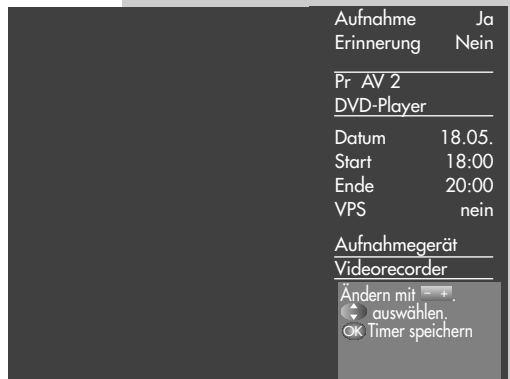 Aufnahme Ja
Erinnerung Nein
Pr AV 2
DVD-Player
Datum 18.05.
Start 18:00
Ende 20:00
VPS nein
Aufnahmegerät
Videorecorder
Ändern mit - +.
auswählen.
OK Timer speichern